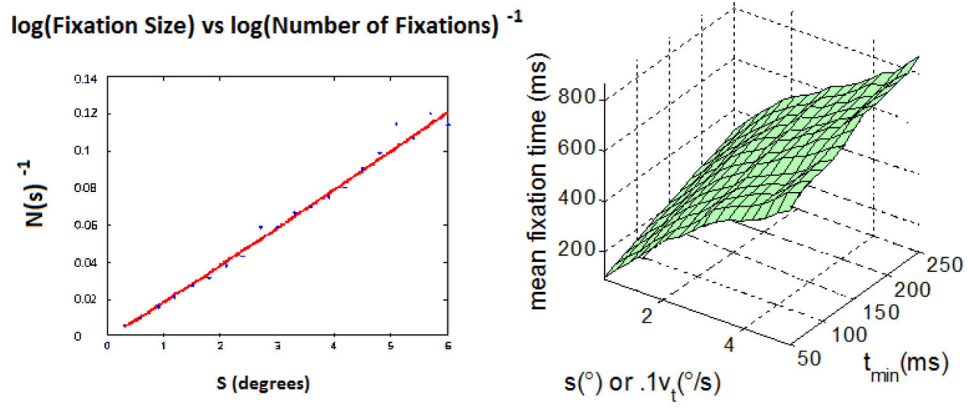 log(Fixation Size) vs log(Number of Fixations) -1
0.14
0.12
0.1
0.08
0.06
0.04
0.02
0
0 1 2 3 4 5 6
N(s) -1
S (degrees)
mean fixation time (ms)
800
600
400
200
2
4
50
100
150
200
250
s(°) or .1vt(°/s)
tmin(ms)